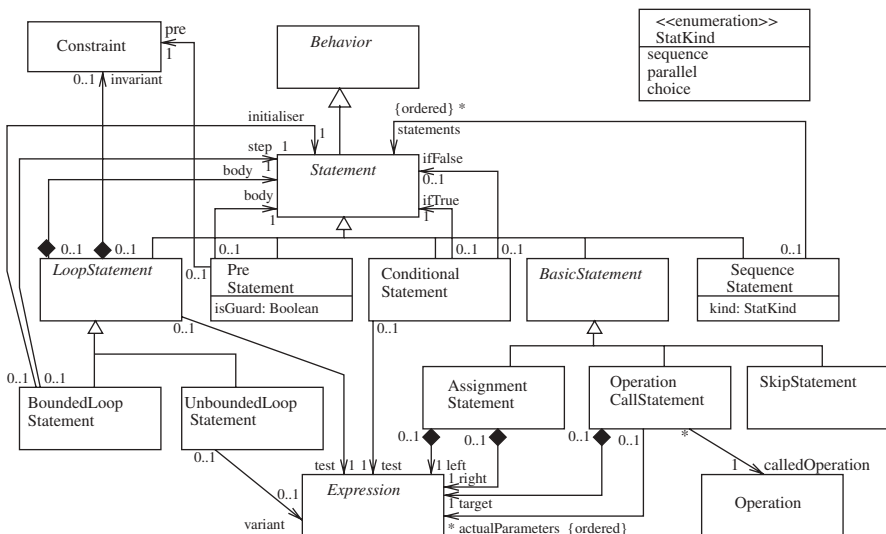 <<enumeration>>
StatKind
sequence
parallel
choice
Constraint
pre
1
Behavior
0..1
invariant
initialiser
1
{ordered} *
statements
step
1
1
body
Statement
ifFalse
0..1
body
1
ifTrue
1
0..1
0..1
0..1
0..1
0..1
0..1
0..1
LoopStatement
Pre
Statement
isGuard: Boolean
Conditional
Statement
BasicStatement
Sequence
Statement
kind: StatKind
0..1
0..1
0..1
0..1
BoundedLoop
Statement
UnboundedLoop
Statement
Assignment
Statement
Operation
CallStatement
SkipStatement
0..1
0..1
0..1
0..1
0..1
*
test
1
1
test
1 left
1 right
1
calledOperation
0..1
variant
Expression
1 target
Operation
* actualParameters {ordered}